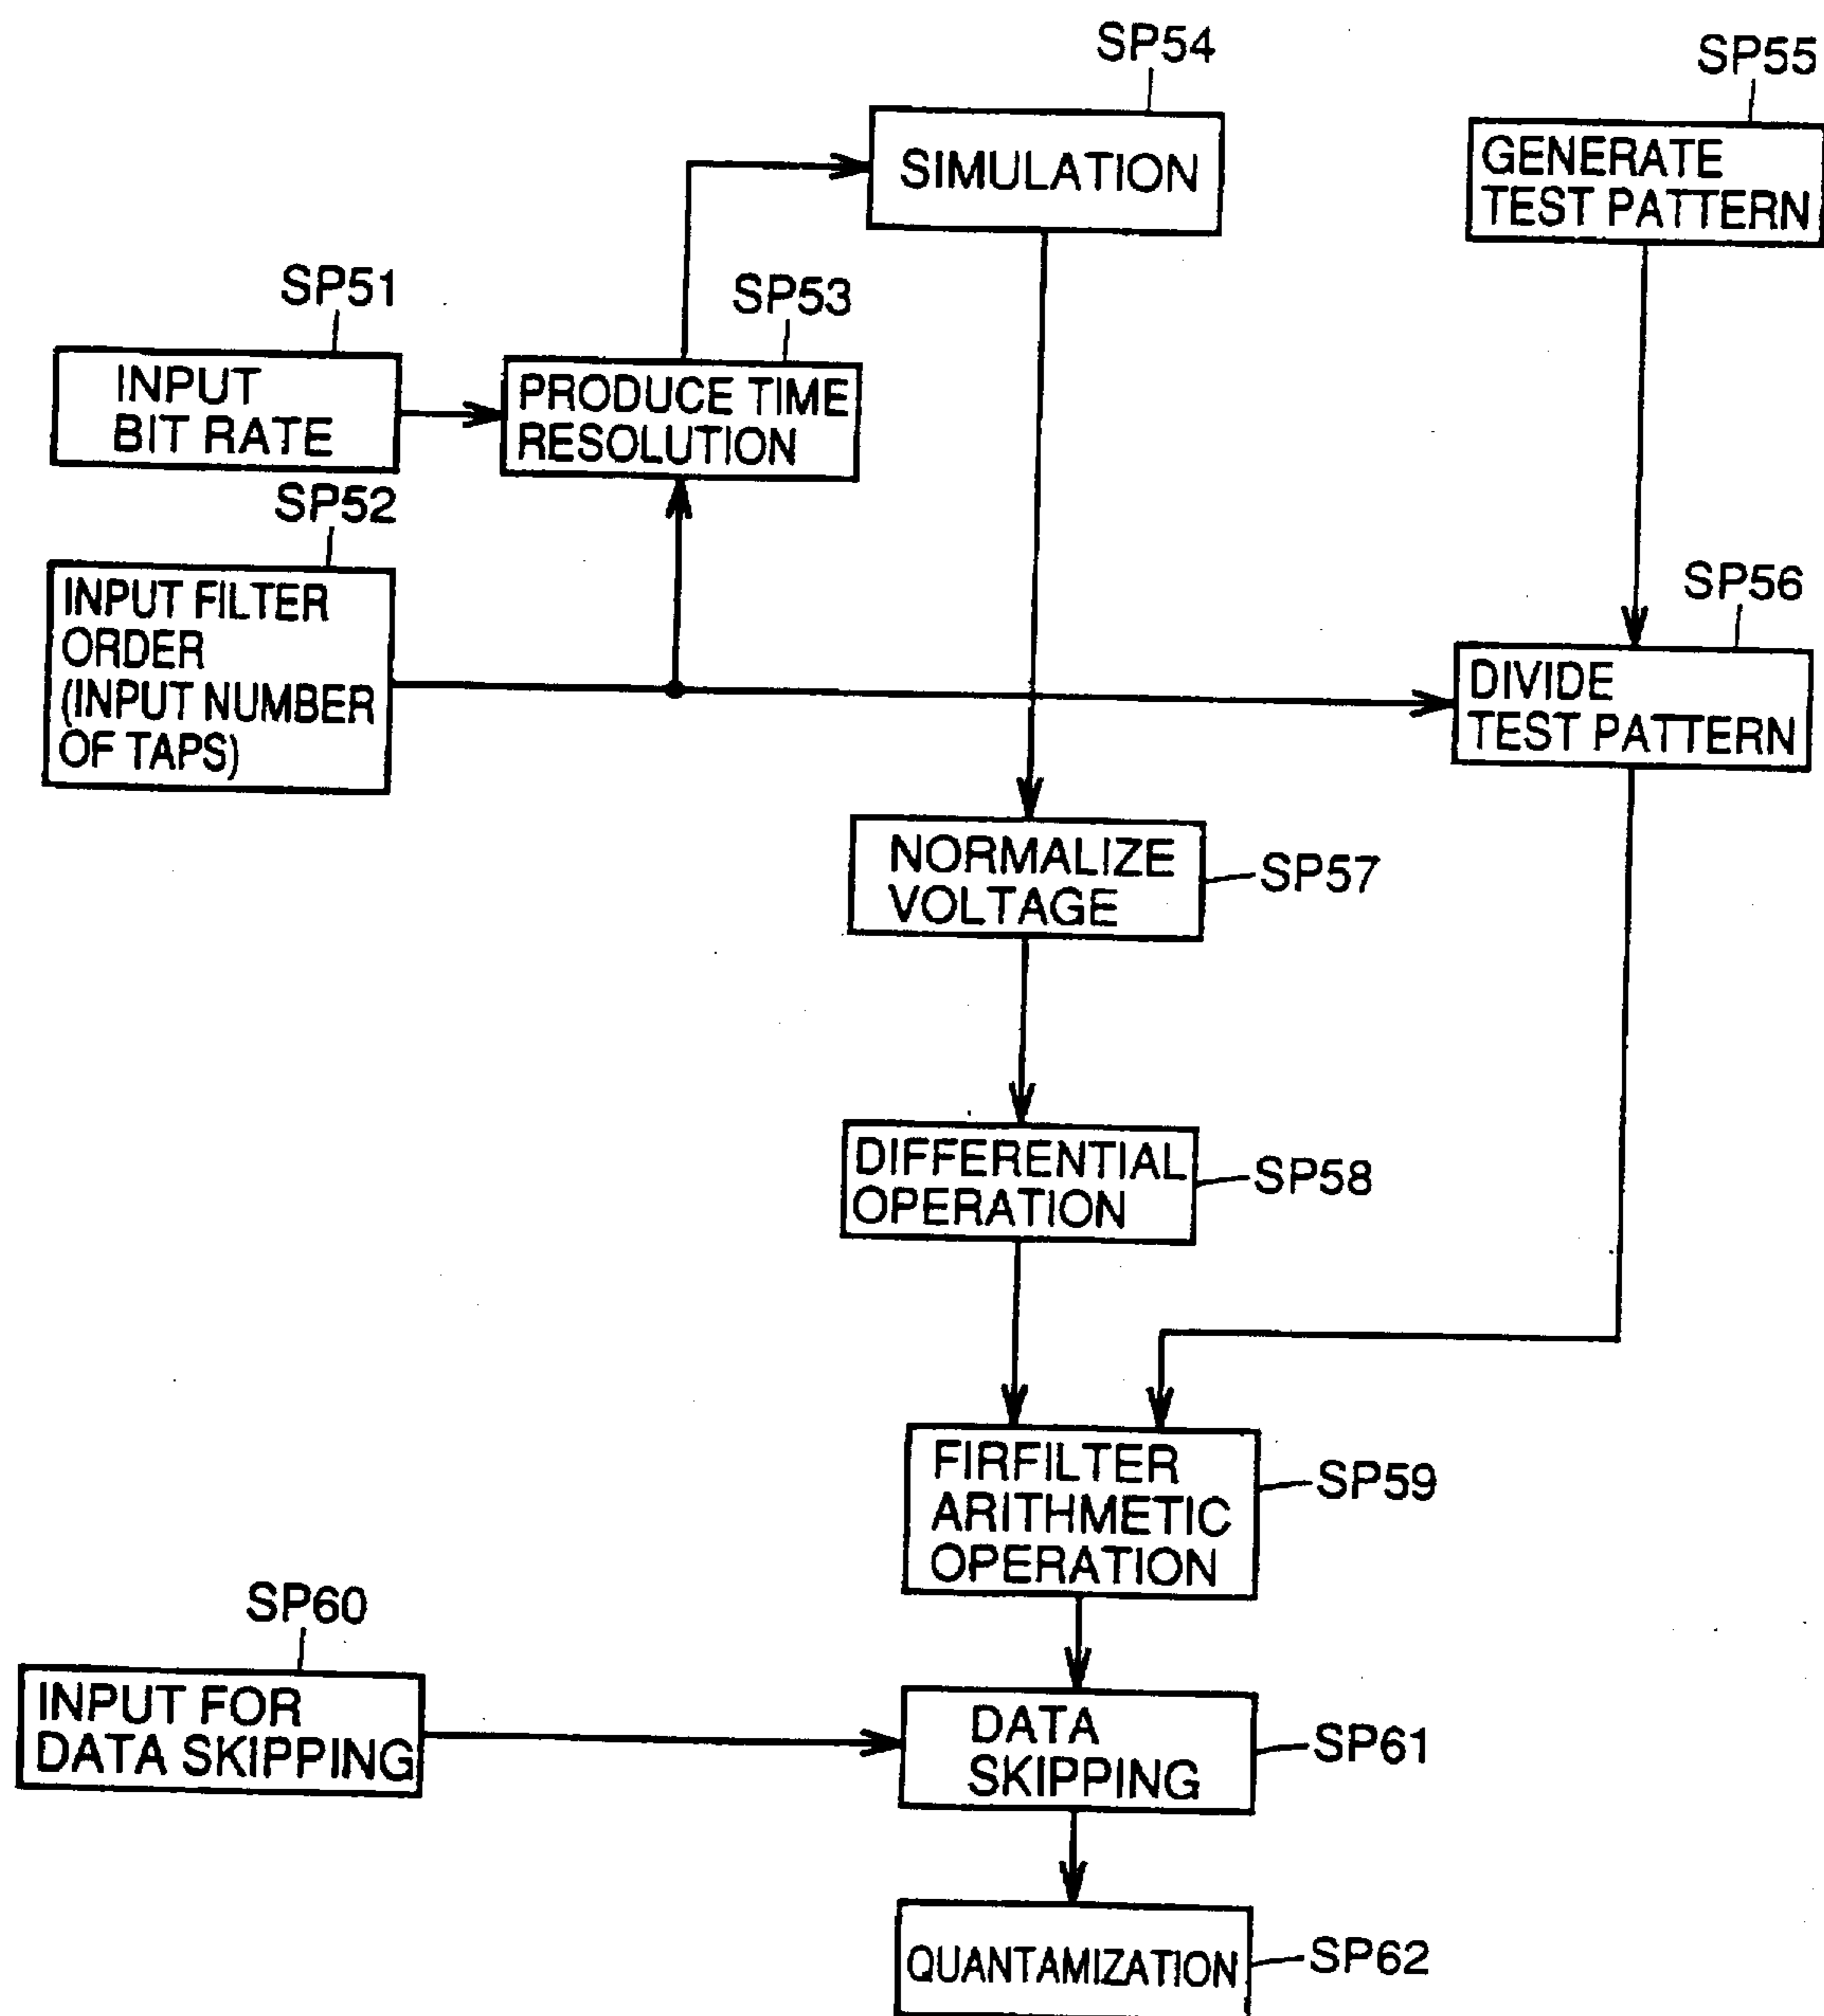 SP54
SP55
SIMULATION
GENERATE
TEST PATTERN
SP51
SP53
INPUT
BIT RATE
PRODUCE TIME
RESOLUTION
SP52
INPUT FILTER
ORDER
(INPUT NUMBER
OF TAPS)
SP56
DIVIDE
TEST PATTERN
NORMALIZE
VOLTAGE
SP57
DIFFERENTIAL
OPERATION
SP58
FIRFILTER
ARITHMETIC
OPERATION
SP59
SP60
INPUT FOR
DATA SKIPPING
DATA
SKIPPING
SP61
QUANTAMIZATION
SP62